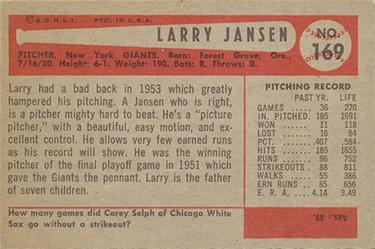 © B.G.H.L.I. PTD. IN U.S.A.
LARRY JANSEN
NO.
169
PITCHER, New York GIANTS. Born: Forest Grove, Ore.,
7/16/20. Height: 6-1. Weight: 190. Bats: R. Throws: R.
Larry had a bad back in 1953 which greatly
hampered his pitching. A Jansen who is right,
is a pitcher mighty hard to beat. He's a "picture
pitcher," with a beautiful, easy motion, and ex-
cellent control. He allows very few earned runs
as his record will show. He was the winning
pitcher of the final playoff game in 1951 which
gave the Giants the pennant. Larry is the father
of seven children.
How many games did Carey Selph of Chicago White
Sox go without a strikeout?
PITCHING RECORD
PAST YR. LIFE
GAMES 36 270
IN. PITCHED 185 1691
WON 11 118
LOST 16 84
PCT. .407 .584
HITS 185 1655
RUNS 96 752
STRIKEOUTS 88 811
WALKS 55 386
ERN RUNS 85 656
E.R.A. 4.14 3.49
Ans.: 89.